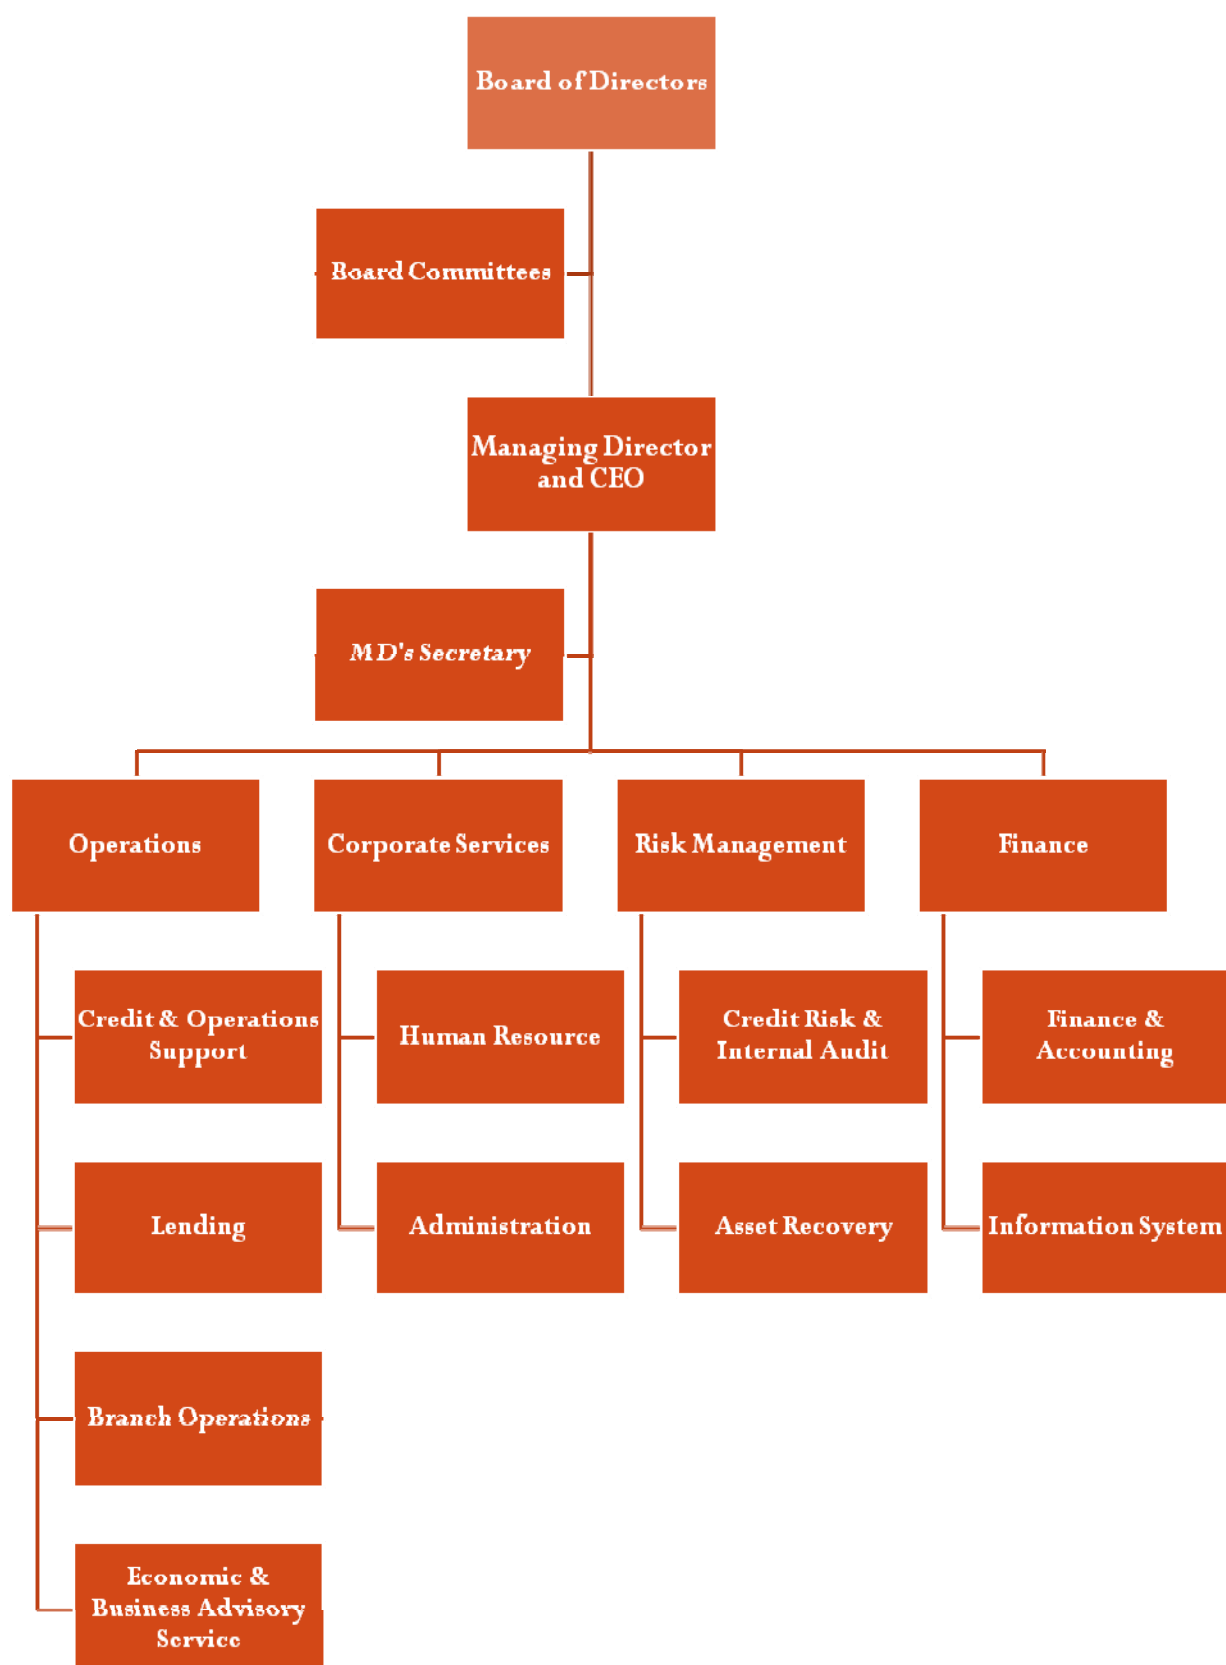 Board of Directors
Board Committees
Managing Director
and CEO
MD's Secretary
Operations
Corporate Services
Risk Management
Finance
Credit & Operations
Support
Human Resource
Credit Risk &
Internal Audit
Finance &
Accounting
Lending
Administration
Asset Recovery
Information System
Branch Operations
Economic &
Business Advisory
Service